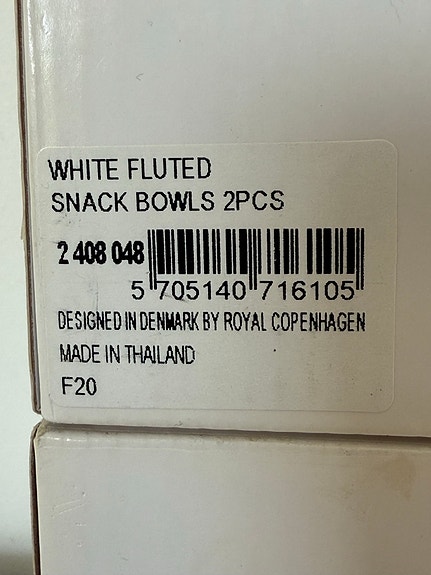 WHITE FLUTED
SNACK BOWLS 2PCS
2 408 048
5 705140 716105
DESIGNED IN DENMARK BY ROYAL COPENHAGEN
MADE IN THAILAND
F20